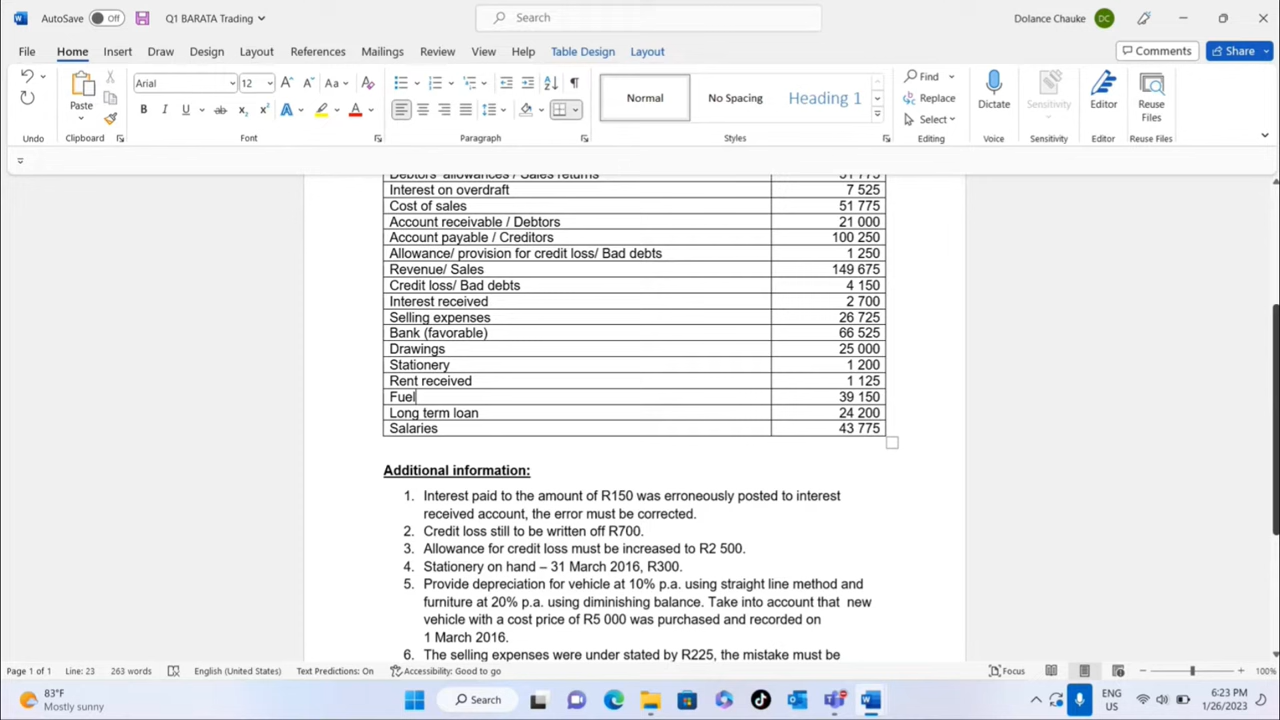 AutoSave Off Q1 BARATA Trading Search Dolance Chauke DC
File Home Insert Draw Design Layout References Mailings Review View Help Table Design Layout Comments Share
Arial 12 Aa
Paste
B I U ab x₂ x² A A
Normal No Spacing Heading 1
Find
Replace
Select
Dictate Sensitivity Editor Reuse Files
Undo Clipboard Font Paragraph Styles Editing Voice Sensitivity Editor Reuse Files
Debtors' allowances / Sales returns 31 775
Interest on overdraft 7 525
Cost of sales 51 775
Account receivable / Debtors 21 000
Account payable / Creditors 100 250
Allowance/ provision for credit loss/ Bad debts 1 250
Revenue/ Sales 149 675
Credit loss/ Bad debts 4 150
Interest received 2 700
Selling expenses 26 725
Bank (favorable) 66 525
Drawings 25 000
Stationery 1 200
Rent received 1 125
Fuel 39 150
Long term loan 24 200
Salaries 43 775
Additional information:
1. Interest paid to the amount of R150 was erroneously posted to interest
received account, the error must be corrected.
2. Credit loss still to be written off R700.
3. Allowance for credit loss must be increased to R2 500.
4. Stationery on hand – 31 March 2016, R300.
5. Provide depreciation for vehicle at 10% p.a. using straight line method and
furniture at 20% p.a. using diminishing balance. Take into account that new
vehicle with a cost price of R5 000 was purchased and recorded on
1 March 2016.
6. The selling expenses were under stated by R225, the mistake must be
Page 1 of 1 Line: 23 263 words English (United States) Text Predictions: On Accessibility: Good to go Focus 100%
83°F
Mostly sunny
Search
ENG
US
6:23 PM
1/26/2023